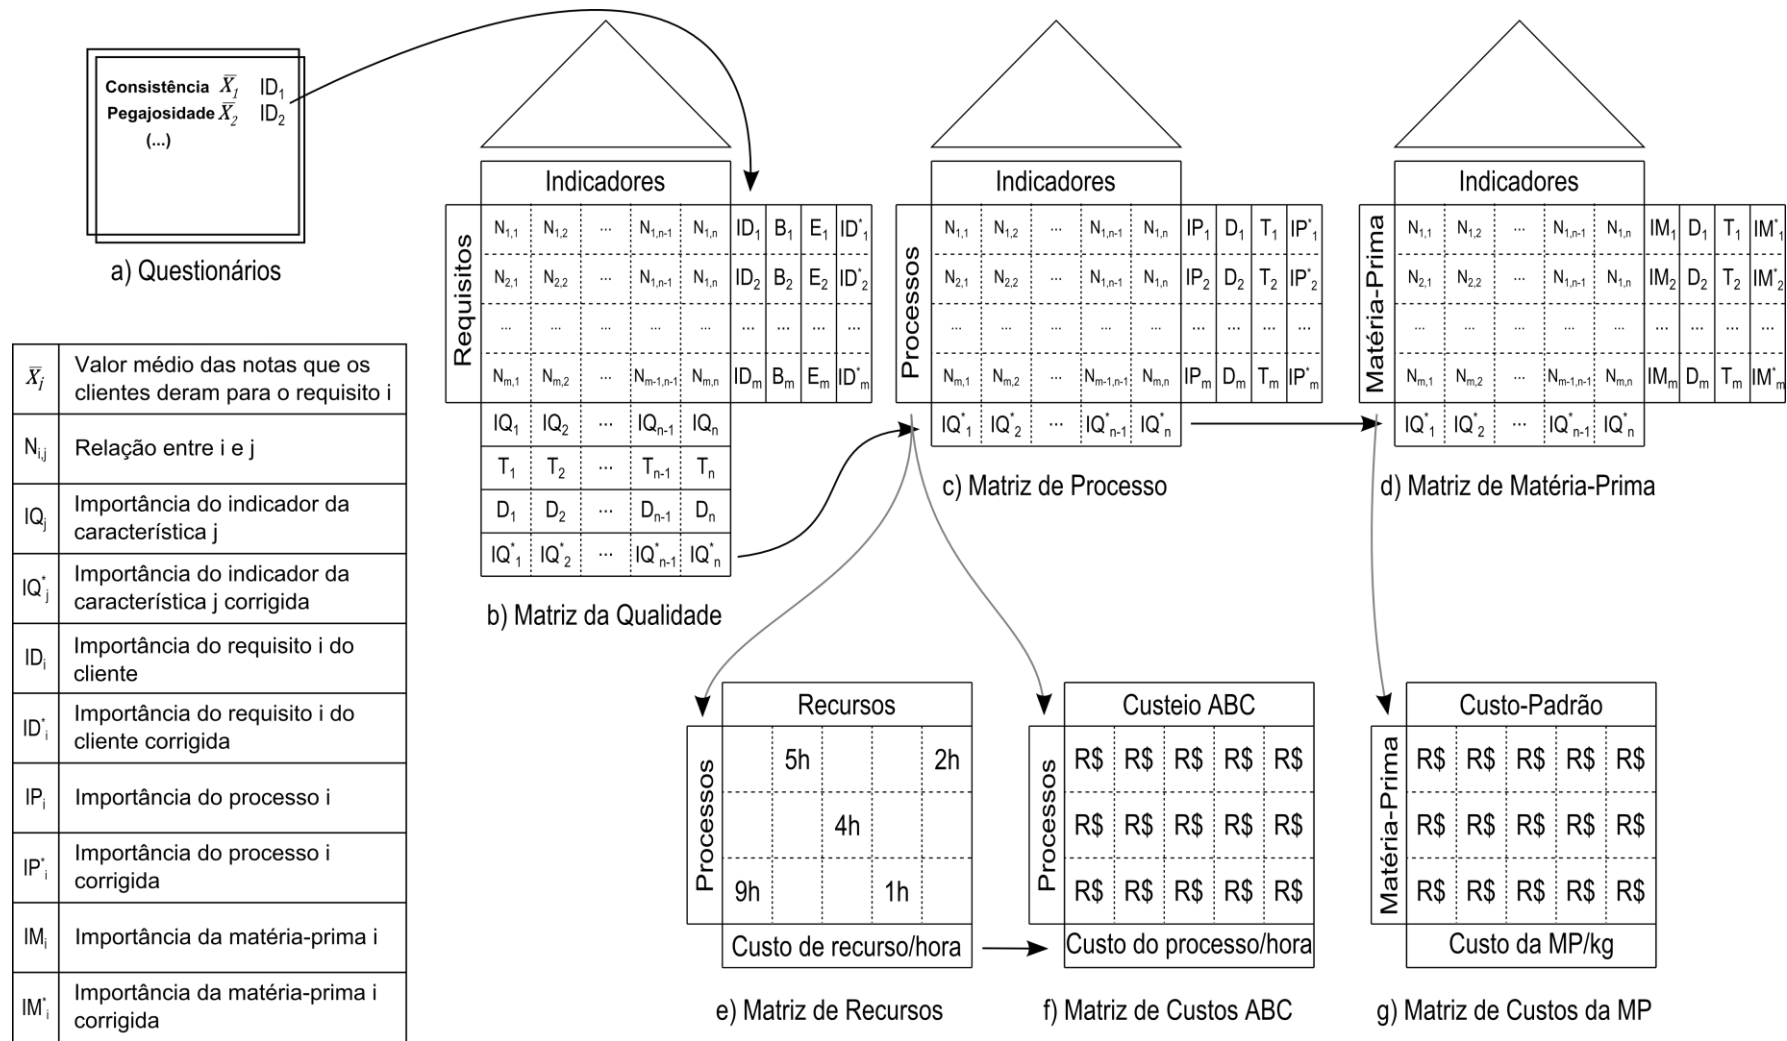 Consistência X̅1 ID1
Pegajosidade X̅2 ID2
(...)
a) Questionários
X̅i Valor médio das notas que os
clientes deram para o requisito i
Ni,j Relação entre i e j
IQj Importância do indicador da
característica j
IQ*j Importância do indicador da
característica j corrigida
IDi Importância do requisito i do
cliente
ID*i Importância do requisito i do
cliente corrigida
IPi Importância do processo i
IP*i Importância do processo i
corrigida
IMi Importância da matéria-prima i
IM*i Importância da matéria-prima i
corrigida
Indicadores
Requisitos
N1,1 N1,2 ... N1,n-1 N1,n ID1 B1 E1 ID*1
N2,1 N2,2 ... N1,n-1 N1,n ID2 B2 E2 ID*2
... ... ... ... ... ... ... ... ...
Nm,1 Nm,2 ... Nm-1,n-1 Nm,n IDm Bm Em ID*m
IQ1 IQ2 ... IQn-1 IQn
T1 T2 ... Tn-1 Tn
D1 D2 ... Dn-1 Dn
IQ*1 IQ*2 ... IQ*n-1 IQ*n
b) Matriz da Qualidade
Indicadores
Processos
N1,1 N1,2 ... N1,n-1 N1,n IP1 D1 T1 IP*1
N2,1 N2,2 ... N1,n-1 N1,n IP2 D2 T2 IP*2
... ... ... ... ... ... ... ... ...
Nm,1 Nm,2 ... Nm-1,n-1 Nm,n IPm Dm Tm IP*m
IQ*1 IQ*2 ... IQ*n-1 IQ*n
c) Matriz de Processo
Indicadores
Matéria-Prima
N1,1 N1,2 ... N1,n-1 N1,n IM1 D1 T1 IM*1
N2,1 N2,2 ... N1,n-1 N1,n IM2 D2 T2 IM*2
... ... ... ... ... ... ... ... ...
Nm,1 Nm,2 ... Nm-1,n-1 Nm,n IMm Dm Tm IM*m
IQ*1 IQ*2 ... IQ*n-1 IQ*n
d) Matriz de Matéria-Prima
Recursos
Processos
5h 2h
4h
9h 1h
Custo de recurso/hora
e) Matriz de Recursos
Custeio ABC
Processos
R$ R$ R$ R$ R$
R$ R$ R$ R$ R$
R$ R$ R$ R$ R$
Custo do processo/hora
f) Matriz de Custos ABC
Custo-Padrão
Matéria-Prima
R$ R$ R$ R$ R$
R$ R$ R$ R$ R$
R$ R$ R$ R$ R$
Custo da MP/kg
g) Matriz de Custos da MP